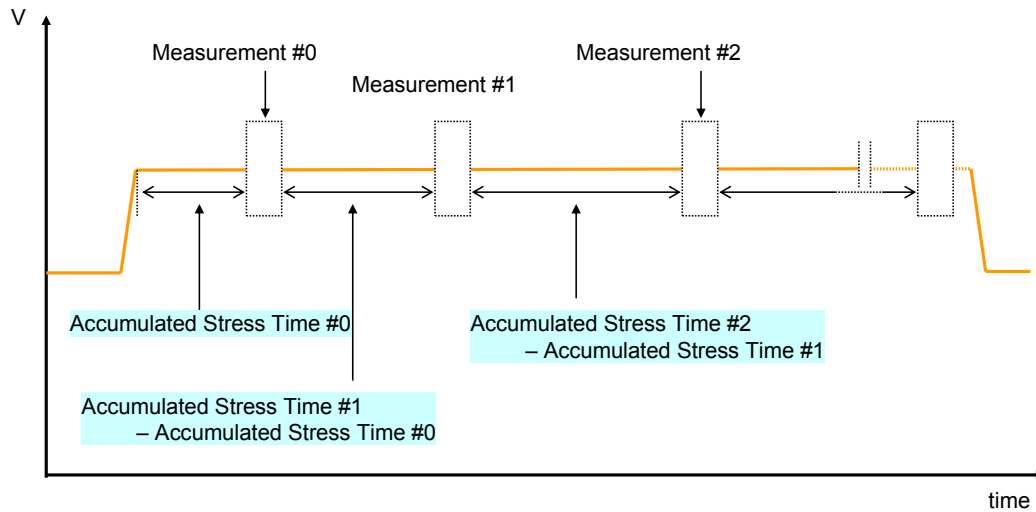 V
Measurement #0
Measurement #1
Measurement #2
Accumulated Stress Time #0
Accumulated Stress Time #2
– Accumulated Stress Time #1
Accumulated Stress Time #1
– Accumulated Stress Time #0
time